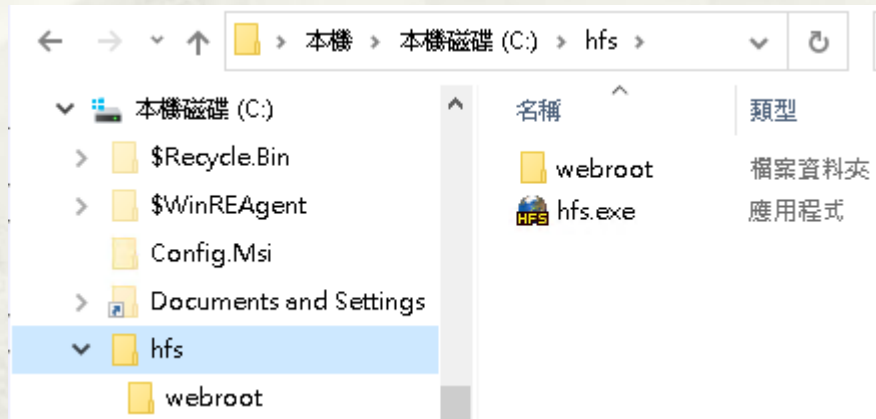 本機 > 本機磁碟 (C:) > hfs >
本機磁碟 (C:)
$Recycle.Bin
$WinREAgent
Config.Msi
Documents and Settings
hfs
webroot
名稱 類型
webroot 檔案資料夾
HFS hfs.exe 應用程式